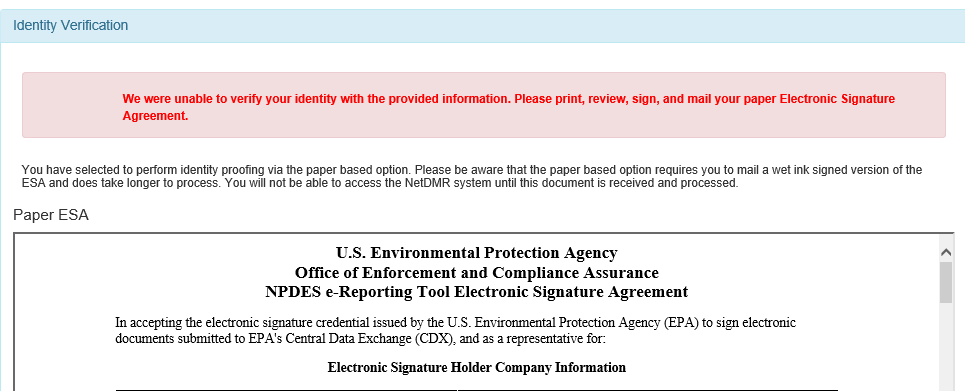 Identity Verification
We were unable to verify your identity with the provided information. Please print, review, sign, and mail your paper Electronic Signature
Agreement.
You have selected to perform identity proofing via the paper based option. Please be aware that the paper based option requires you to mail a wet ink signed version of the
ESA and does take longer to process. You will not be able to access the NetDMR system until this document is received and processed.
Paper ESA
U.S. Environmental Protection Agency
Office of Enforcement and Compliance Assurance
NPDES e-Reporting Tool Electronic Signature Agreement
In accepting the electronic signature credential issued by the U.S. Environmental Protection Agency (EPA) to sign electronic
documents submitted to EPA's Central Data Exchange (CDX), and as a representative for:
Electronic Signature Holder Company Information